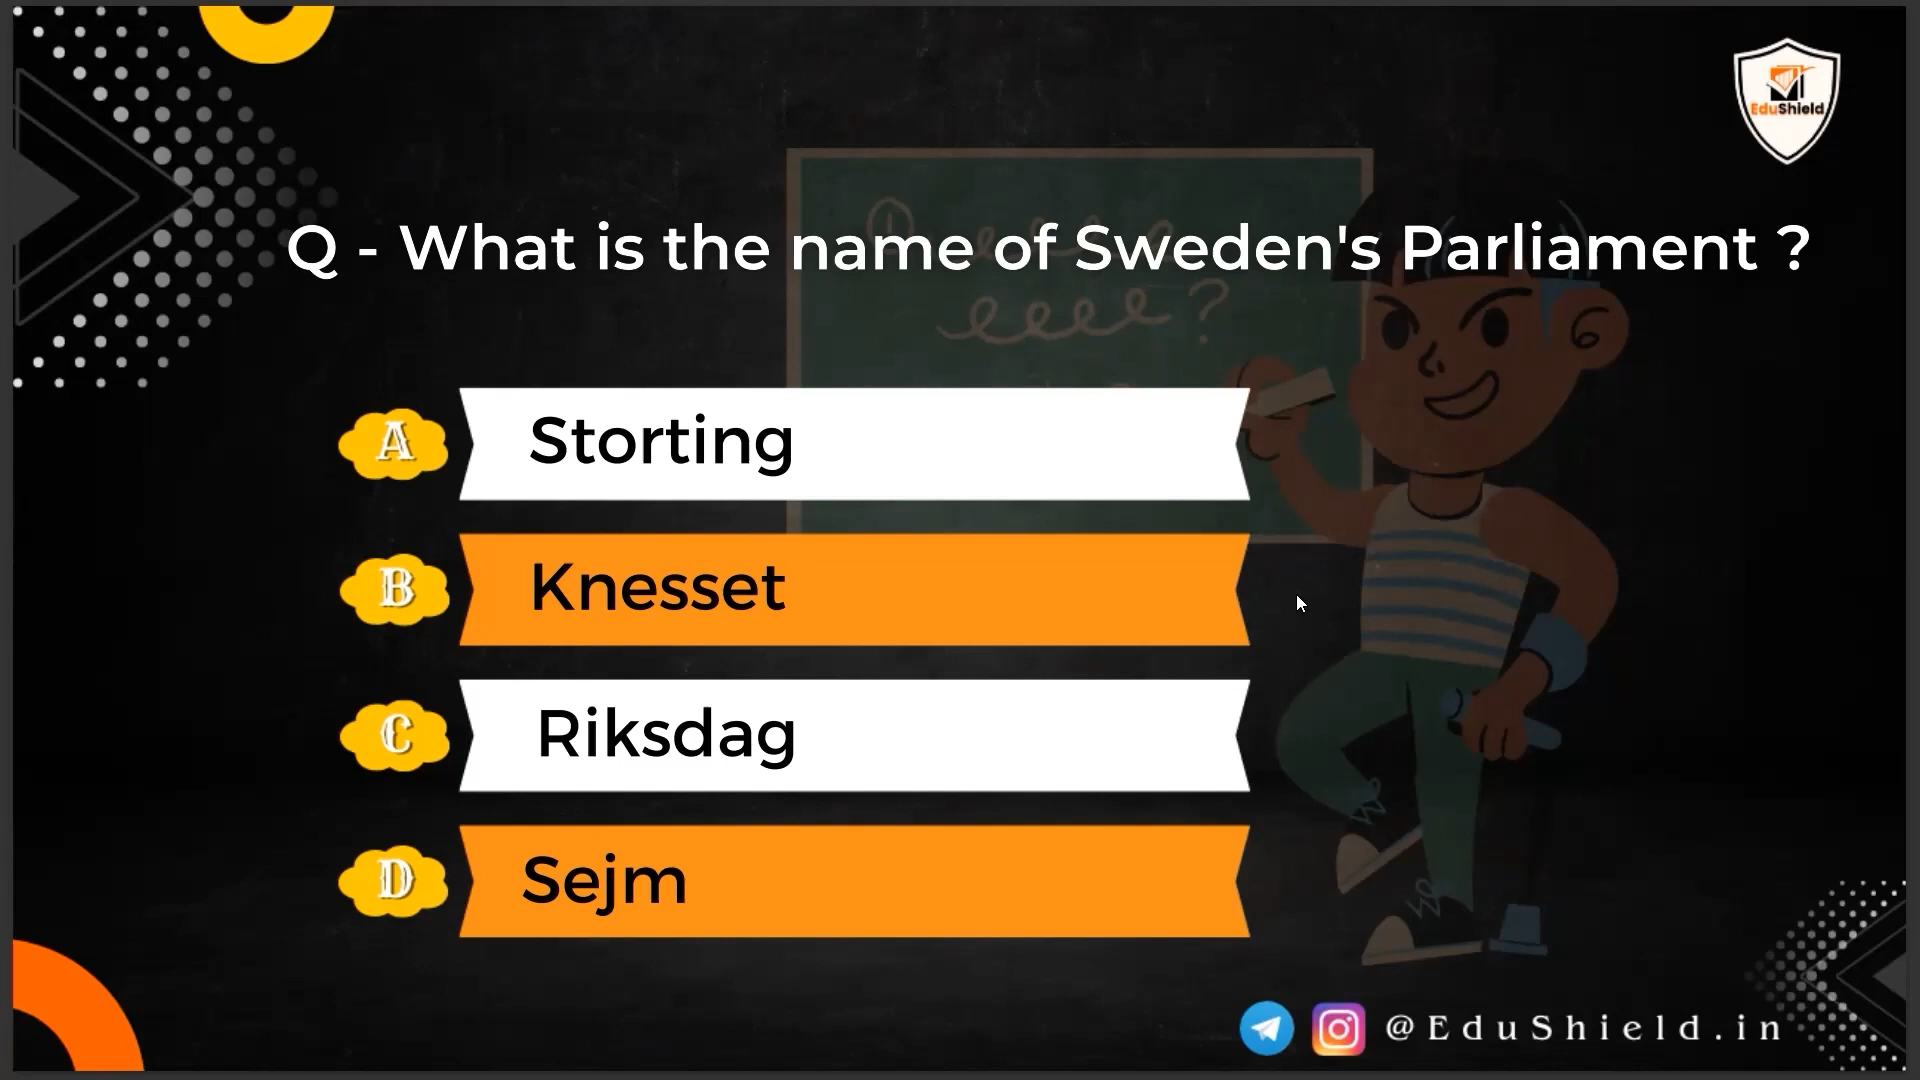 EduShield
Q - What is the name of Sweden's Parliament ?
A Storting
B Knesset
C Riksdag
D Sejm
@EduShield.in